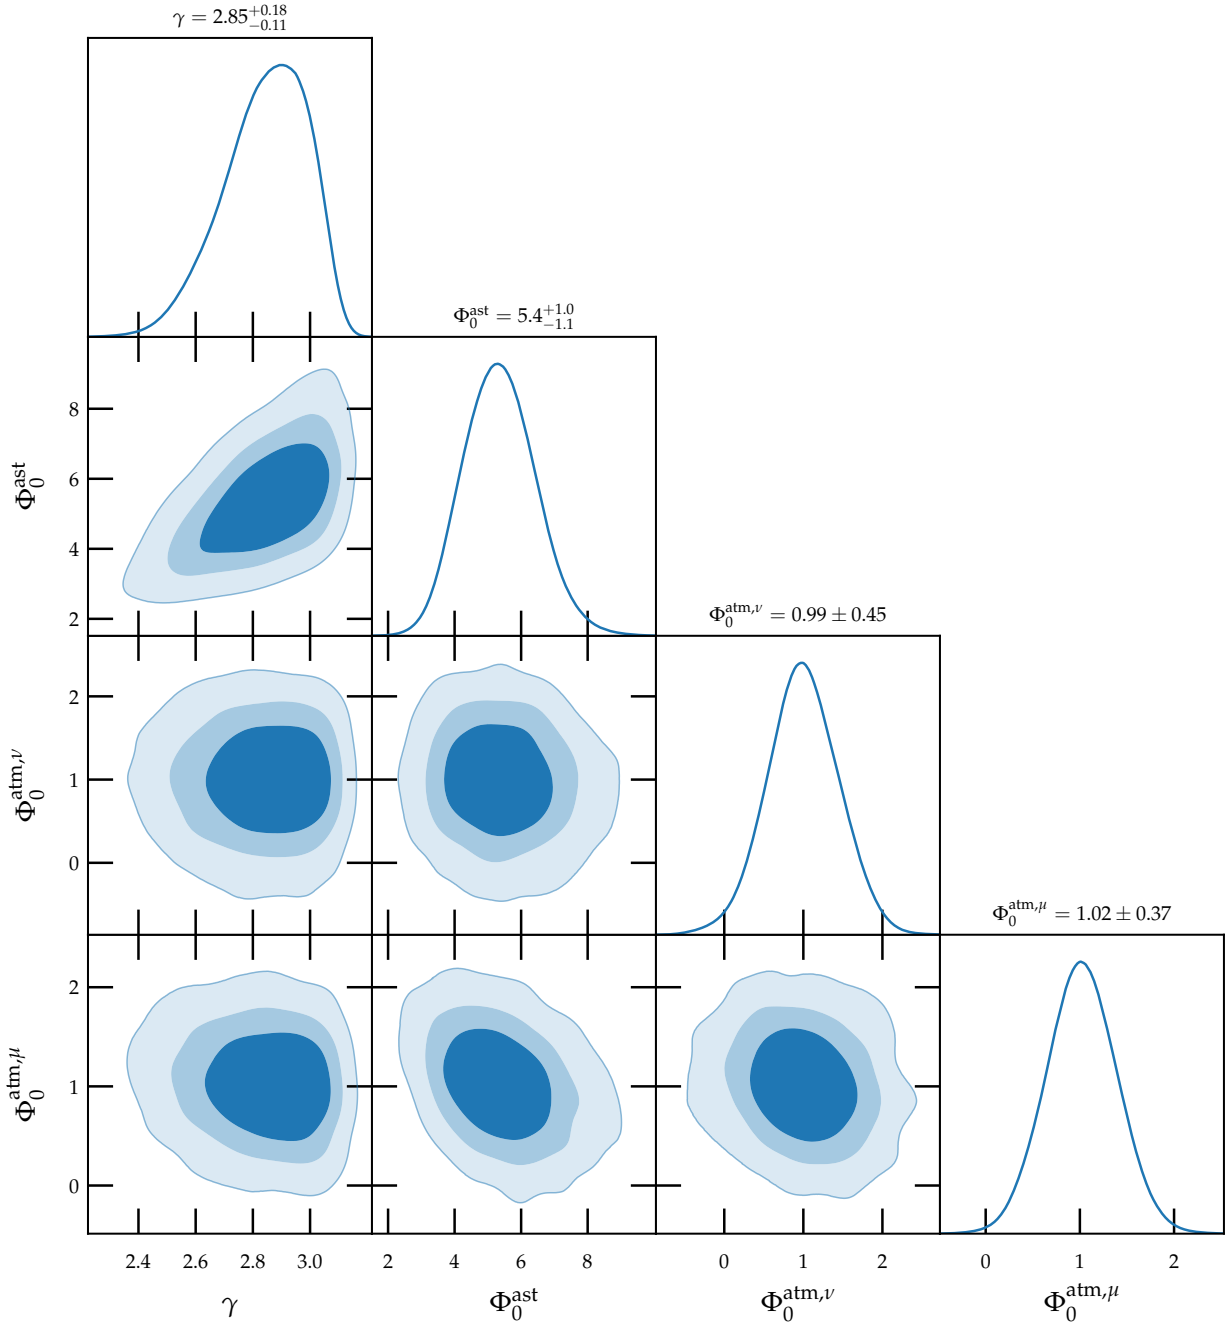 γ = 2.85^{+0.18}_{-0.11}
Φ_0^{ast} = 5.4^{+1.0}_{-1.1}
8
6
4
2
Φ_0^{ast}
Φ_0^{atm,ν} = 0.99 ± 0.45
2
1
0
Φ_0^{atm,ν}
Φ_0^{atm,μ} = 1.02 ± 0.37
2
1
0
Φ_0^{atm,μ}
2.4 2.6 2.8 3.0 2 4 6 8 0 1 2 0 1 2
γ Φ_0^{ast} Φ_0^{atm,ν} Φ_0^{atm,μ}